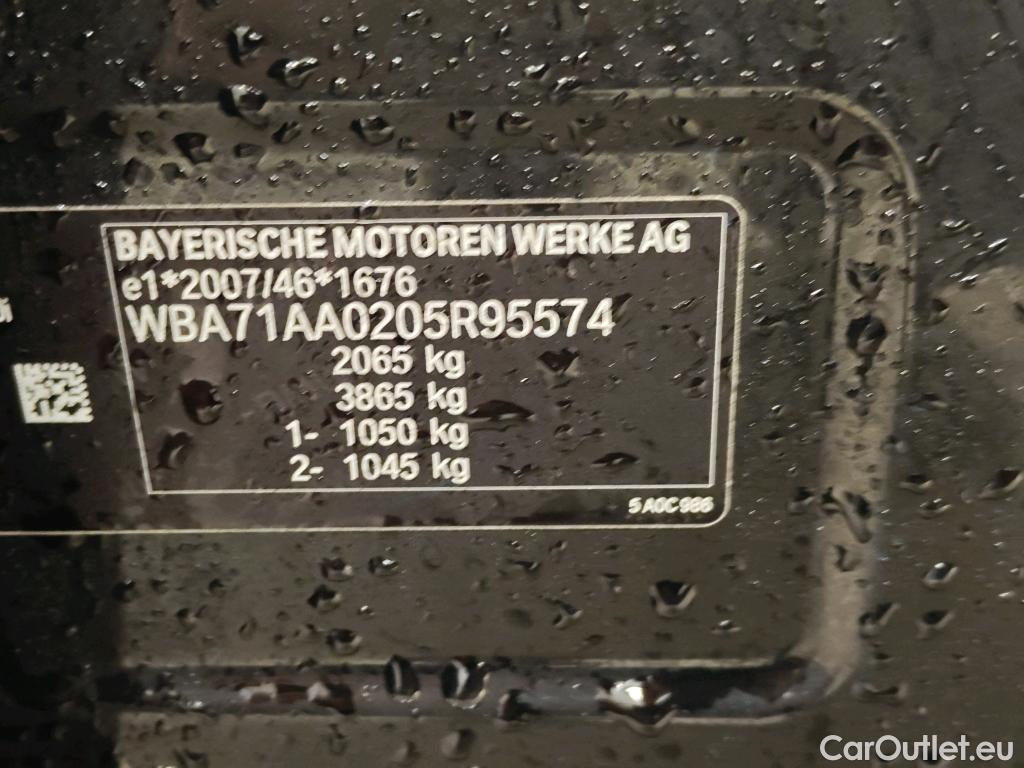 BAYERISCHE MOTOREN WERKE AG
e1*2007/46*1676
WBA71AA0205R95574
2065 kg
3865 kg
1- 1050 kg
2- 1045 kg
5A0C986
CarOutlet.eu